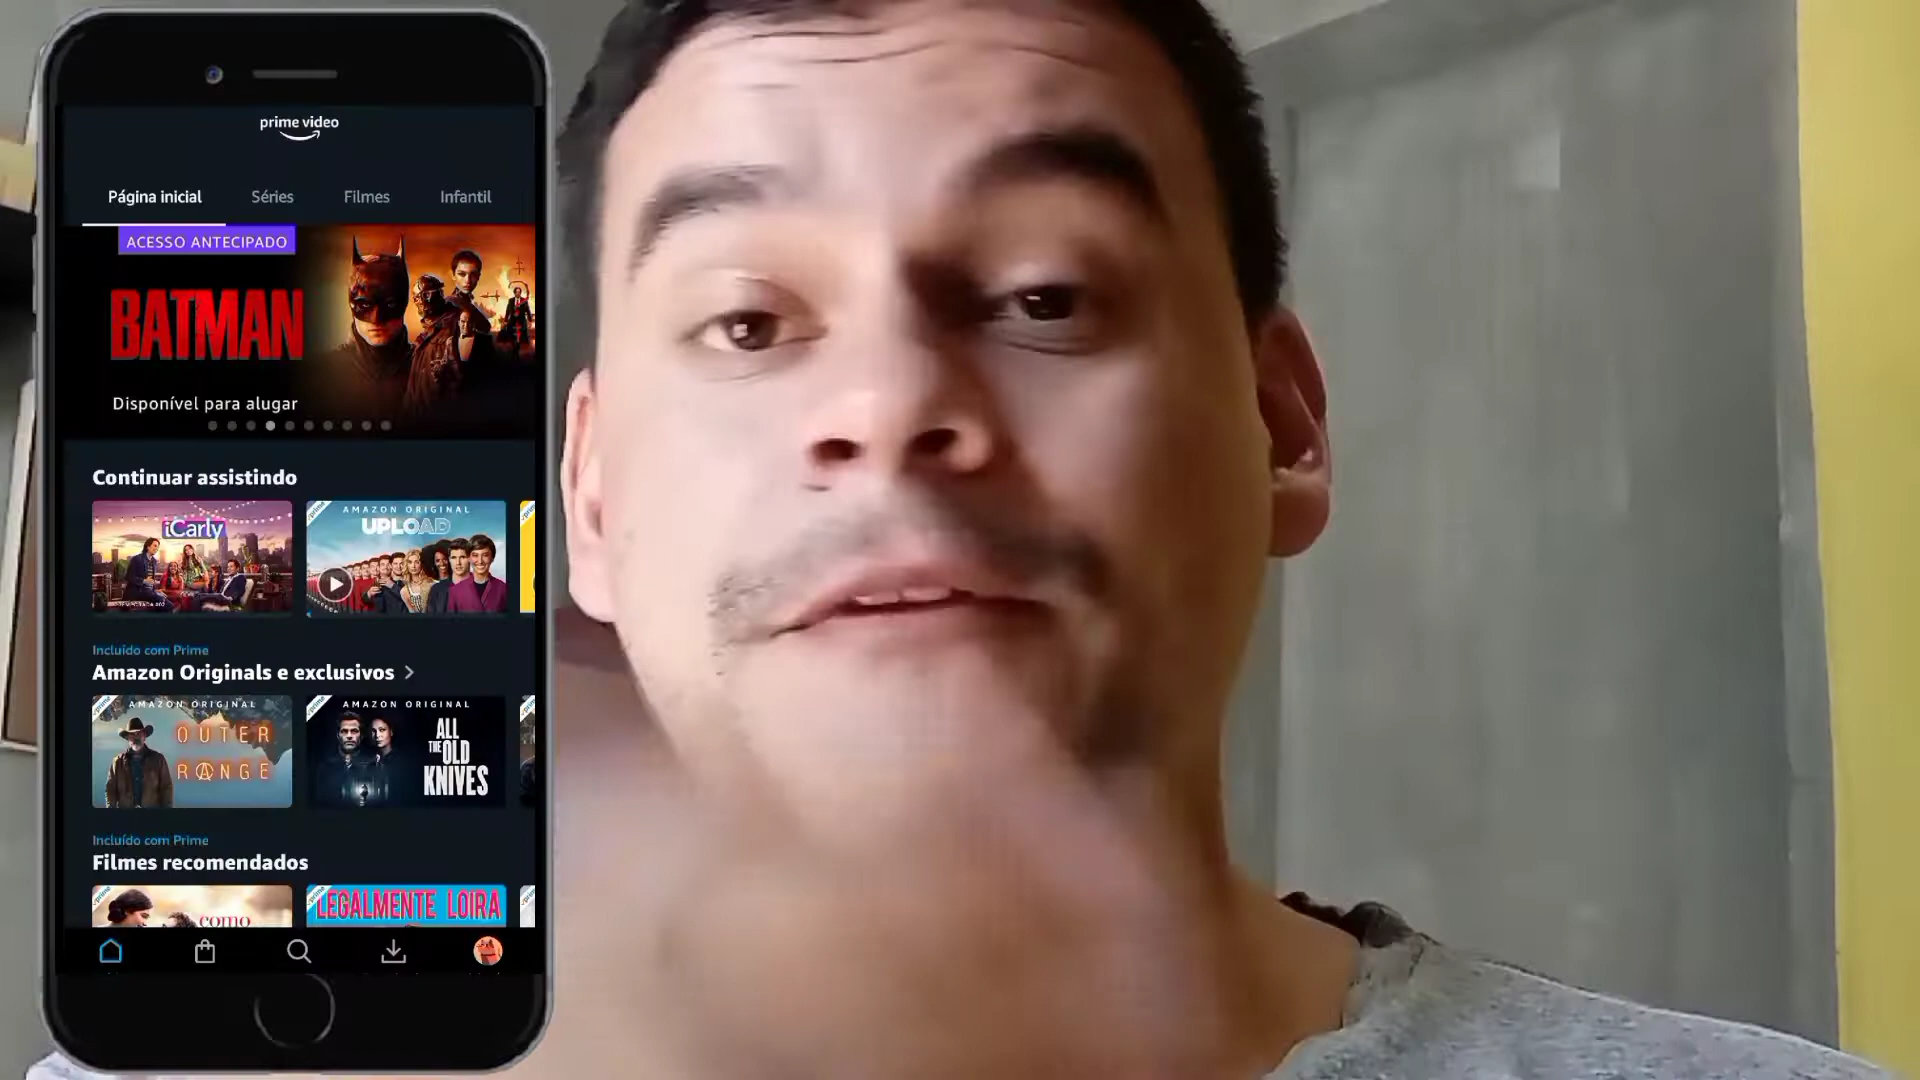 prime video
Página inicial Séries Filmes Infantil
ACESSO ANTECIPADO
BATMAN
Disponível para alugar
Continuar assistindo
iCarly
AMAZON ORIGINAL
UPLOAD
Incluído com Prime
Amazon Originals e exclusivos
AMAZON ORIGINAL
OUTER
RANGE
AMAZON ORIGINAL
ALL
THE OLD
KNIVES
Incluído com Prime
Filmes recomendados
como
LEGALMENTE LOIRA